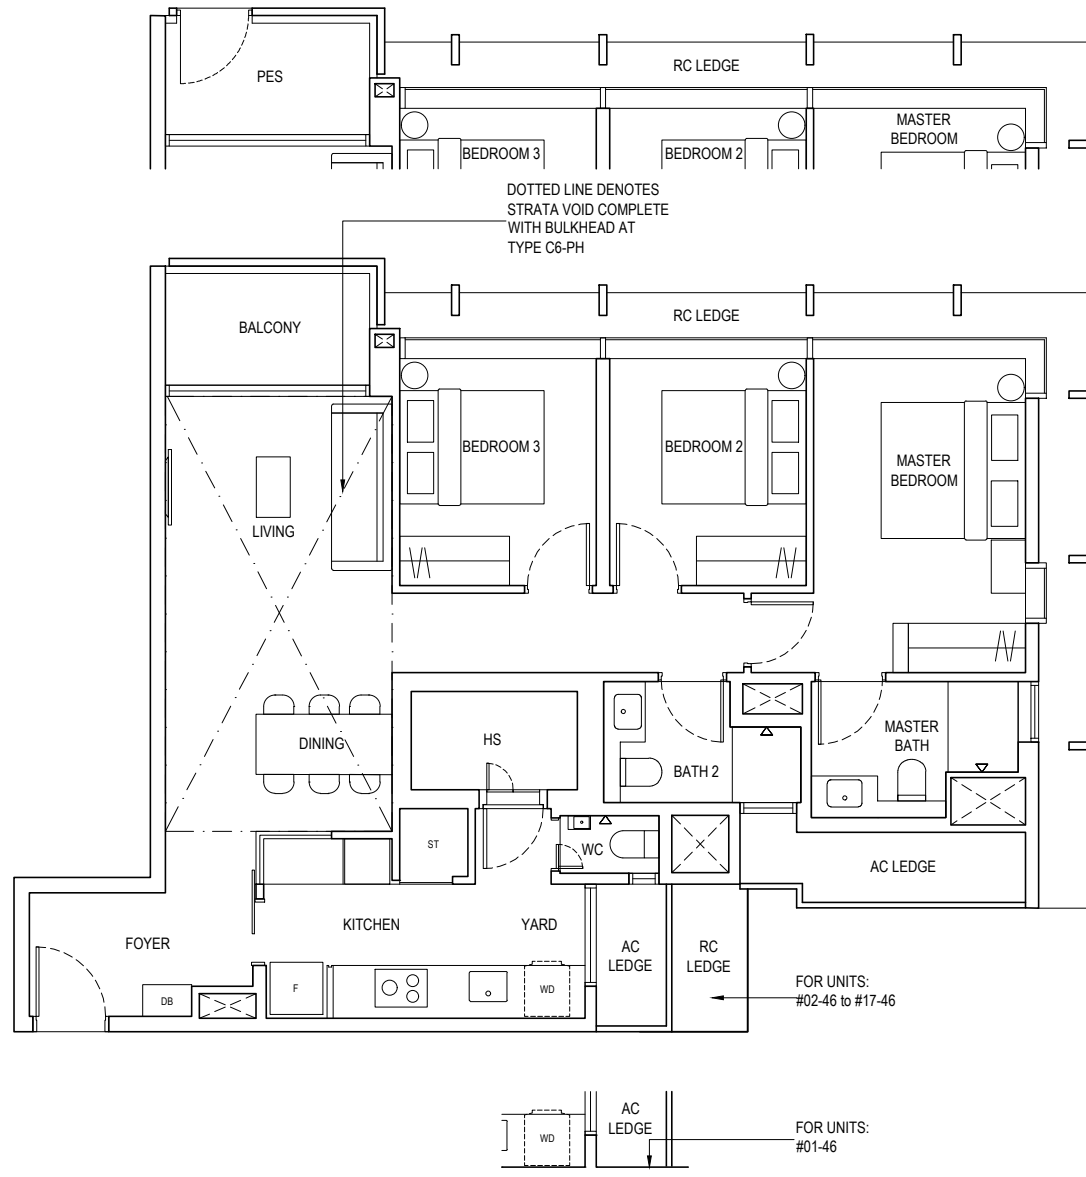 PES
RC LEDGE
MASTER
BEDROOM
BEDROOM 3
BEDROOM 2
DOTTED LINE DENOTES
STRATA VOID COMPLETE
WITH BULKHEAD AT
TYPE C6-PH
BALCONY
RC LEDGE
BEDROOM 3
BEDROOM 2
MASTER
BEDROOM
LIVING
DINING
HS
BATH 2
MASTER
BATH
ST
WC
AC LEDGE
FOYER
KITCHEN
YARD
AC
LEDGE
RC
LEDGE
DB
F
WD
FOR UNITS:
#02-46 to #17-46
AC
LEDGE
WD
FOR UNITS:
#01-46